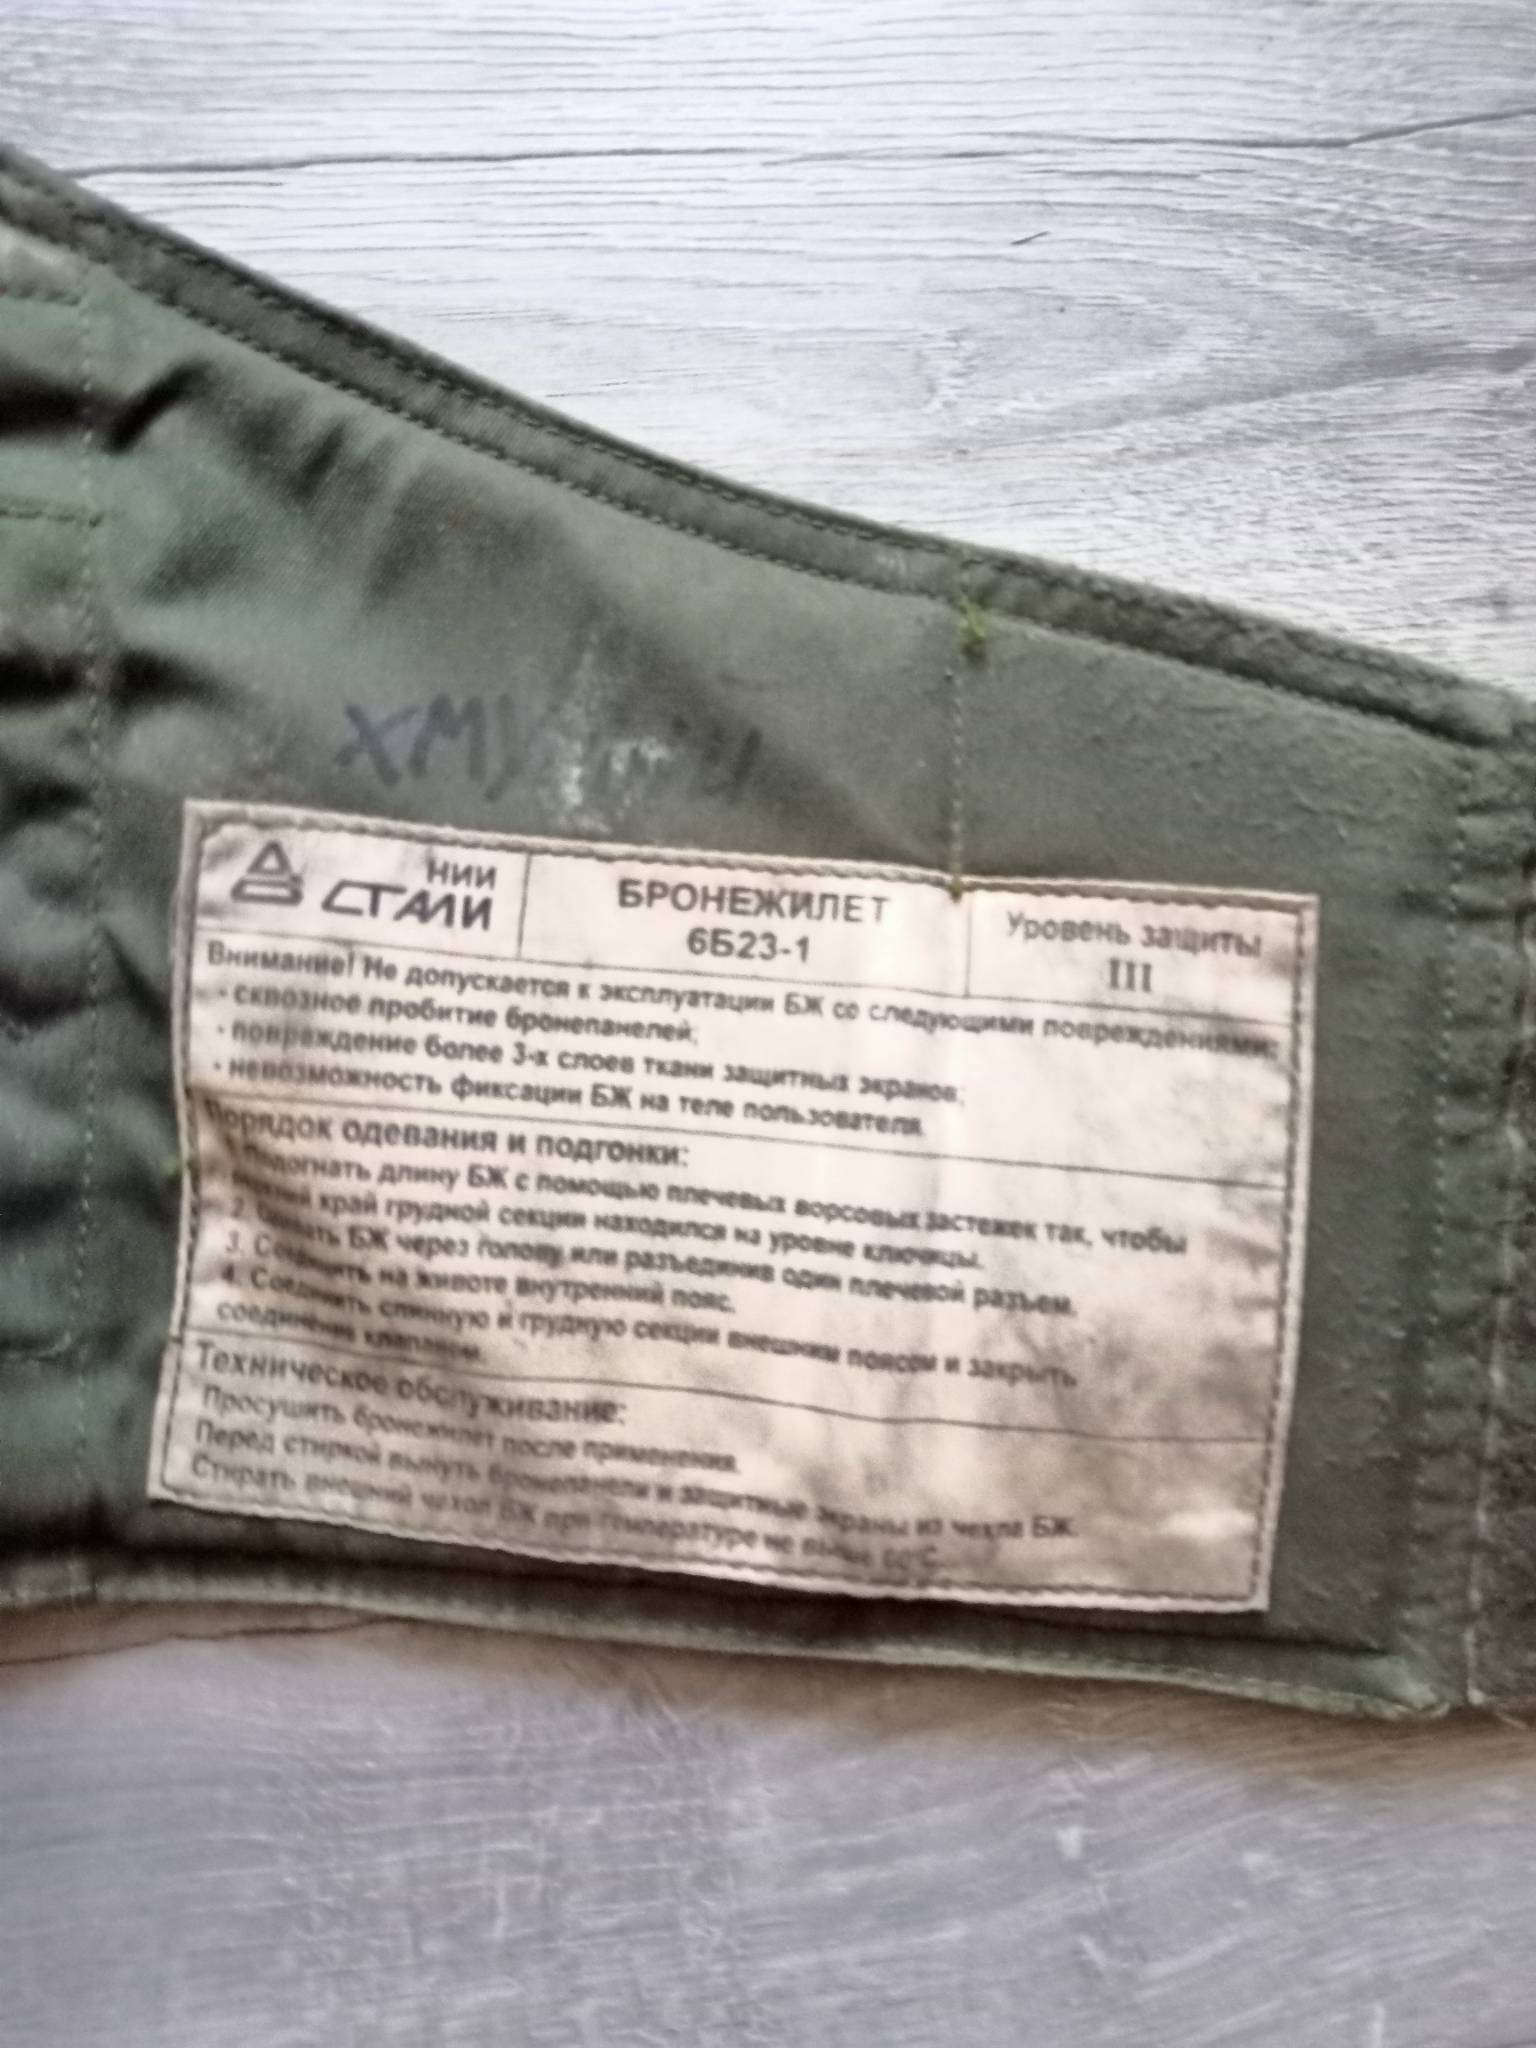 НИИ
СТАЛИ
БРОНЕЖИЛЕТ
6Б23-1
Уровень защиты
III
Внимание! Не допускается к эксплуатации БЖ со следующими повреждениями:
- сквозное пробитие бронепанелей;
- повреждение более 3-х слоев ткани защитных экранов;
- невозможность фиксации БЖ на теле пользователя.
Порядок одевания и подгонки:
Подогнать длину БЖ с помощью плечевых ворсовых застежек так, чтобы
край грудной секции находился на уровне ключицы.
2. БЖ через голову или разъединив один плечевой разъем.
3. на животе внутренний пояс.
4. Соединить спинную и грудную секции внешним поясом и закрыть
соединение клапаном.
Техническое обслуживание:
Просушить бронежилет после применения.
Перед стиркой вынуть бронепанели и защитные экраны из чехла БЖ.
Стирать внешний чехол БЖ при температуре не выше